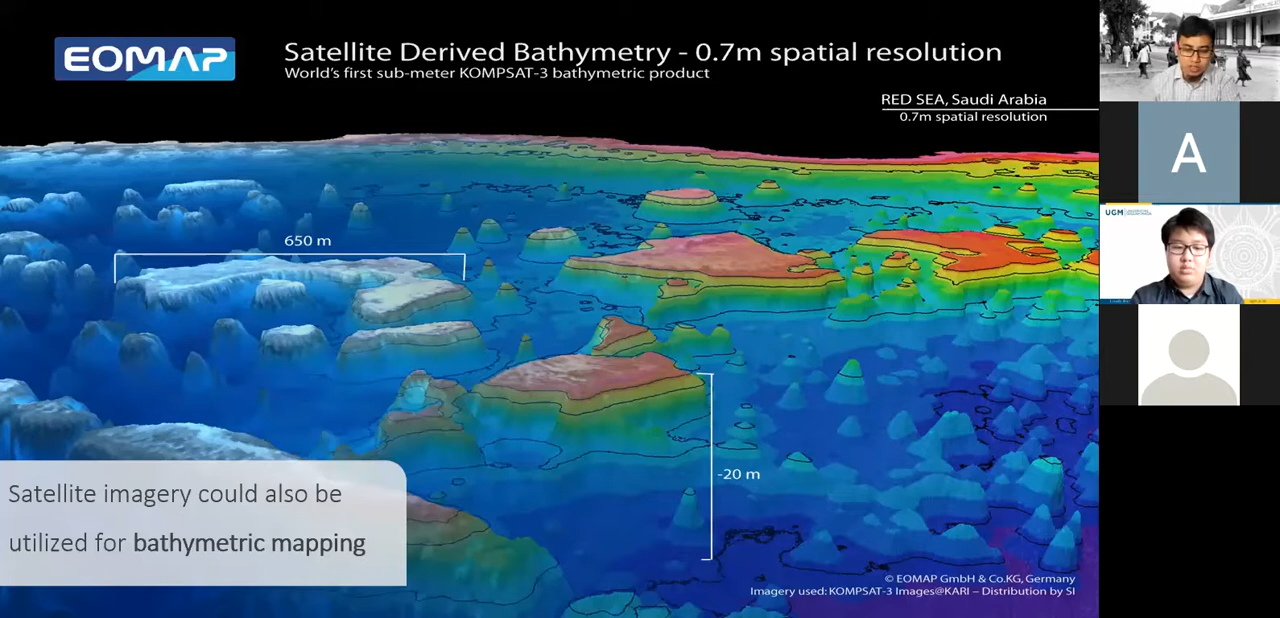 EOMAP
Satellite Derived Bathymetry - 0.7m spatial resolution
World's first sub-meter KOMPSAT-3 bathymetric product
RED SEA, Saudi Arabia
0.7m spatial resolution
650 m
-20 m
Satellite imagery could also be
utilized for bathymetric mapping
© EOMAP GmbH & Co.KG, Germany
Imagery used: KOMPSAT-3 Images@KARI – Distribution by SI
A
UGM